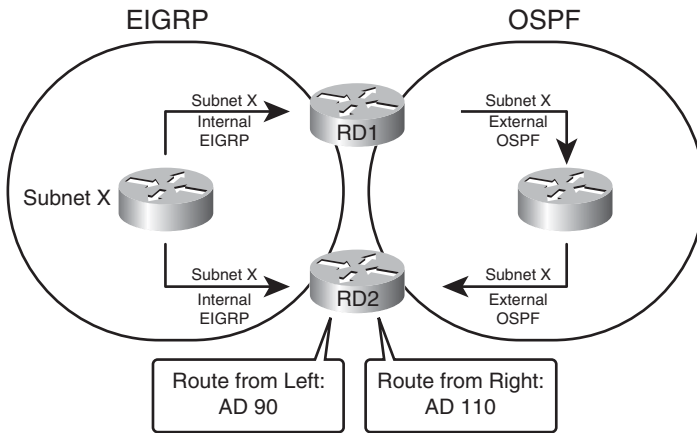 EIGRP
OSPF
Subnet X
Internal
EIGRP
RD1
Subnet X
External
OSPF
Subnet X
Subnet X
Internal
EIGRP
RD2
Subnet X
External
OSPF
Route from Left:
AD 90
Route from Right:
AD 110